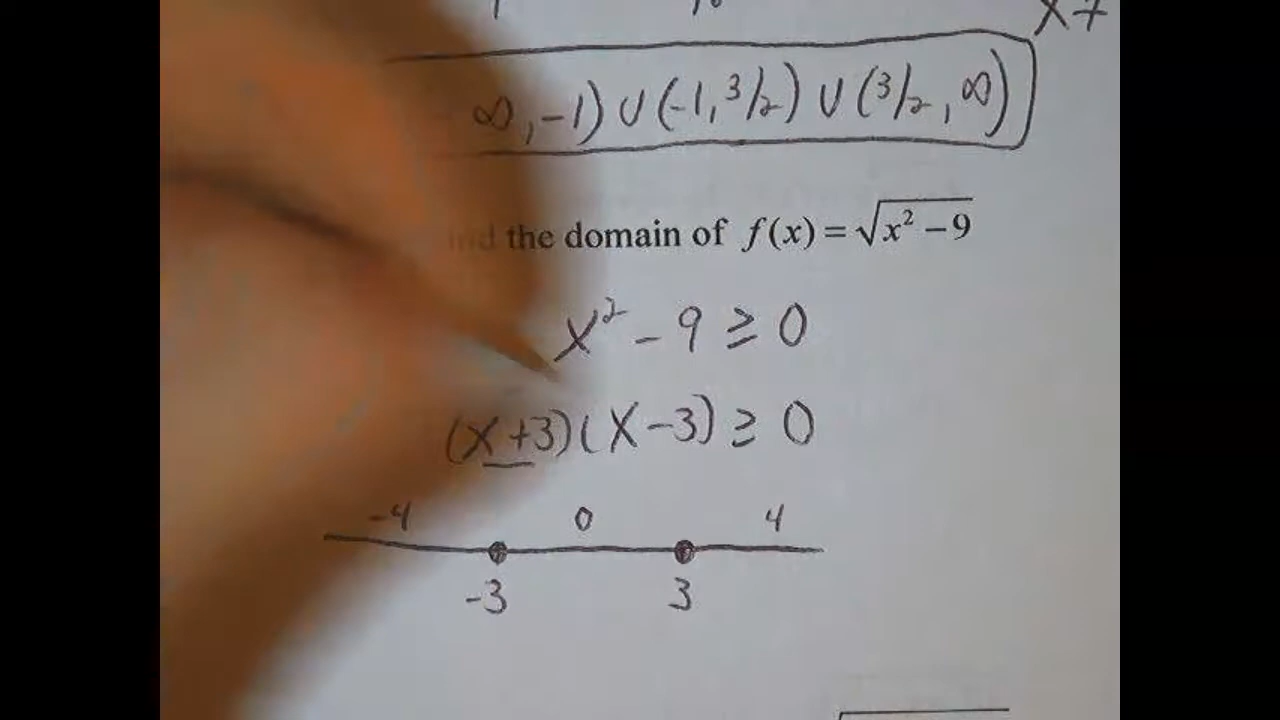 x+
∞, -1) ∪ (-1, 3/2) ∪ (3/2, ∞)
the domain of f(x) = √(x² − 9)
x² - 9 ≥ 0
(x+3)(x-3) ≥ 0
-4 0 4
-3 3